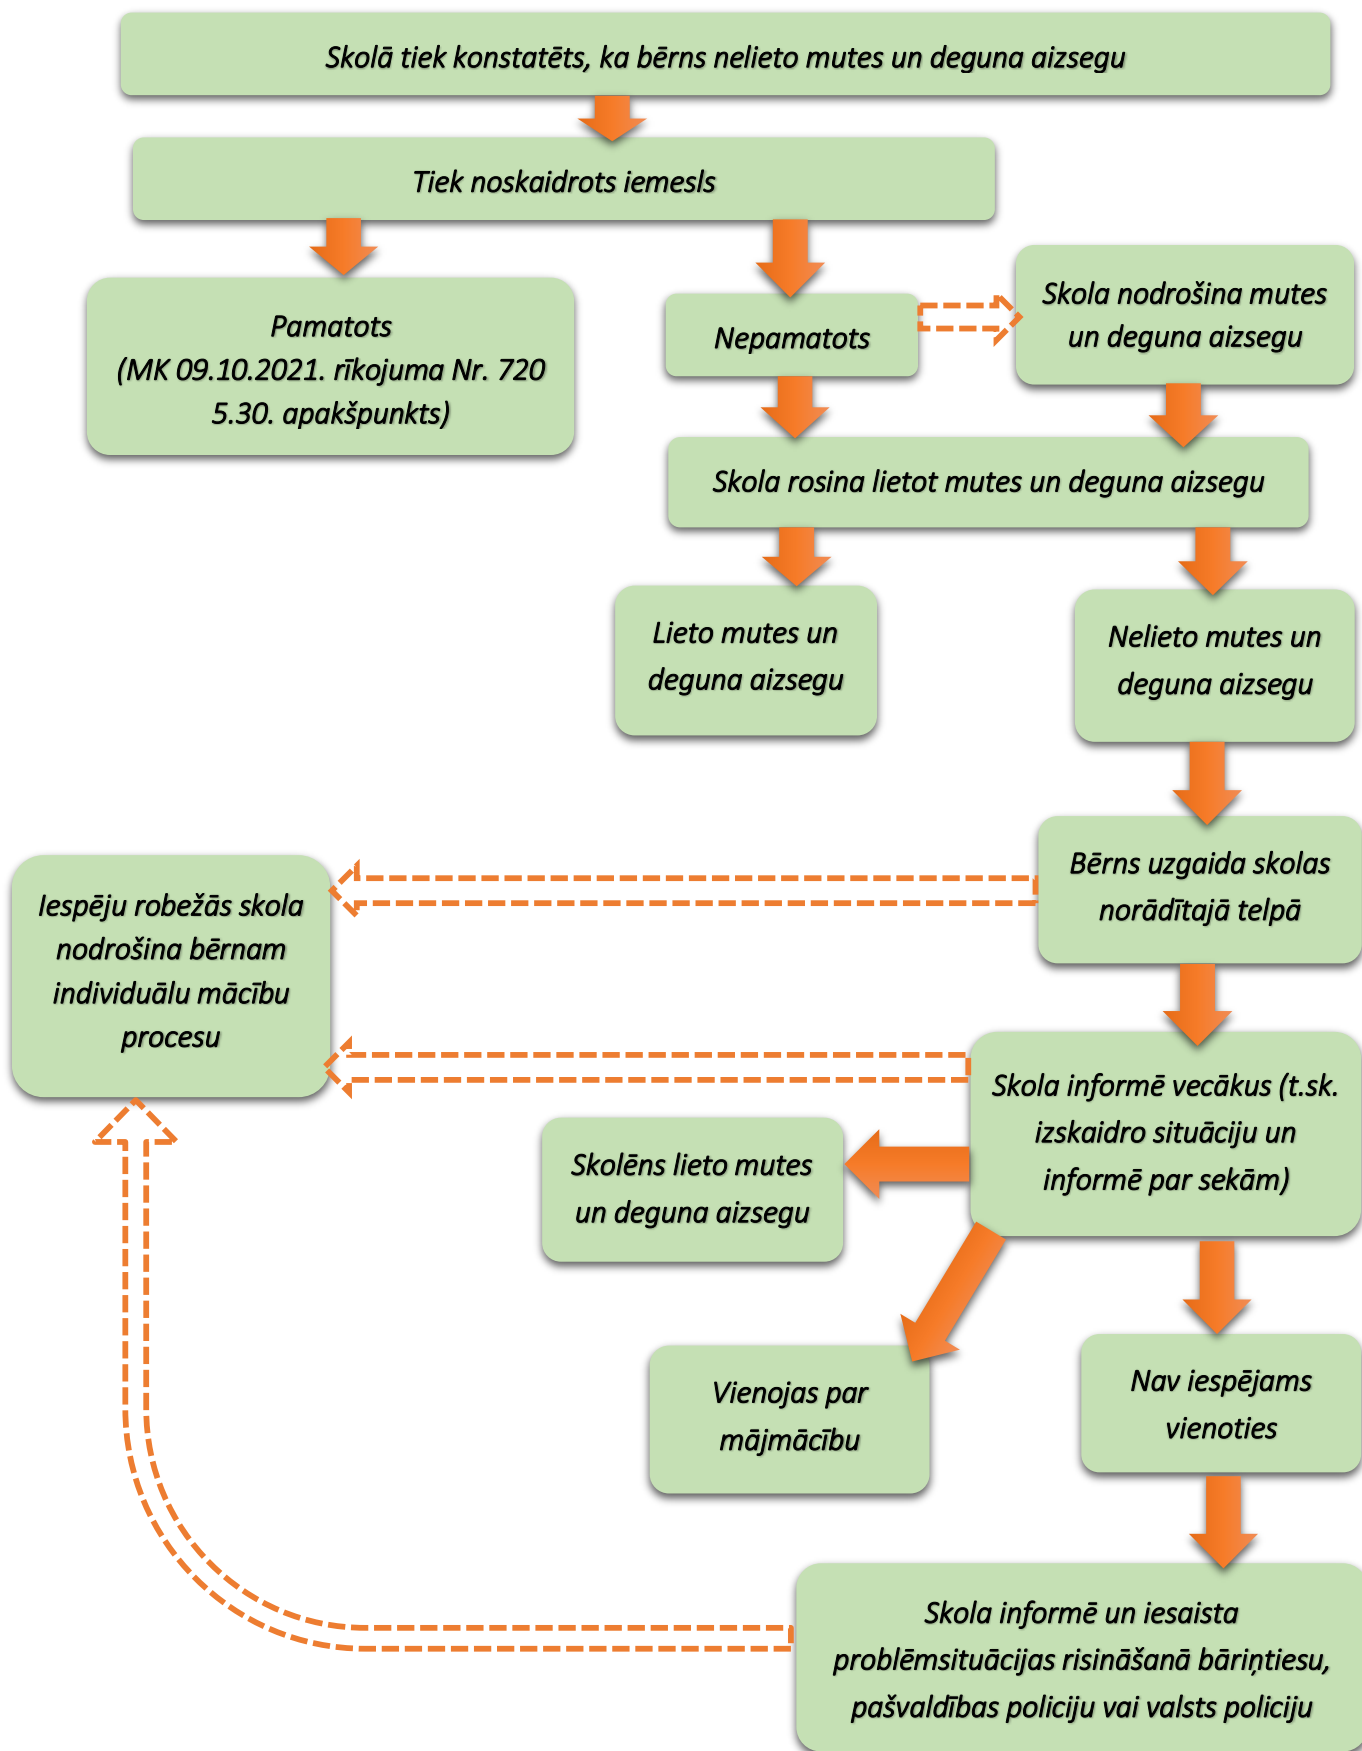 Skolā tiek konstatēts, ka bērns nelieto mutes un deguna aizsegu
Tiek noskaidrots iemesls
Pamatots
(MK 09.10.2021. rīkojuma Nr. 720
5.30. apakšpunkts)
Nepamatots
Skola nodrošina mutes
un deguna aizsegu
Skola rosina lietot mutes un deguna aizsegu
Lieto mutes un
deguna aizsegu
Nelieto mutes un
deguna aizsegu
Bērns uzgaida skolas
norādītajā telpā
Iespēju robežās skola
nodrošina bērnam
individuālu mācību
procesu
Skola informē vecākus (t.sk.
izskaidro situāciju un
informē par sekām)
Skolēns lieto mutes
un deguna aizsegu
Vienojas par
mājmācību
Nav iespējams
vienoties
Skola informē un iesaista
problēmsituācijas risināšanā bāriņtiesu,
pašvaldības policiju vai valsts policiju